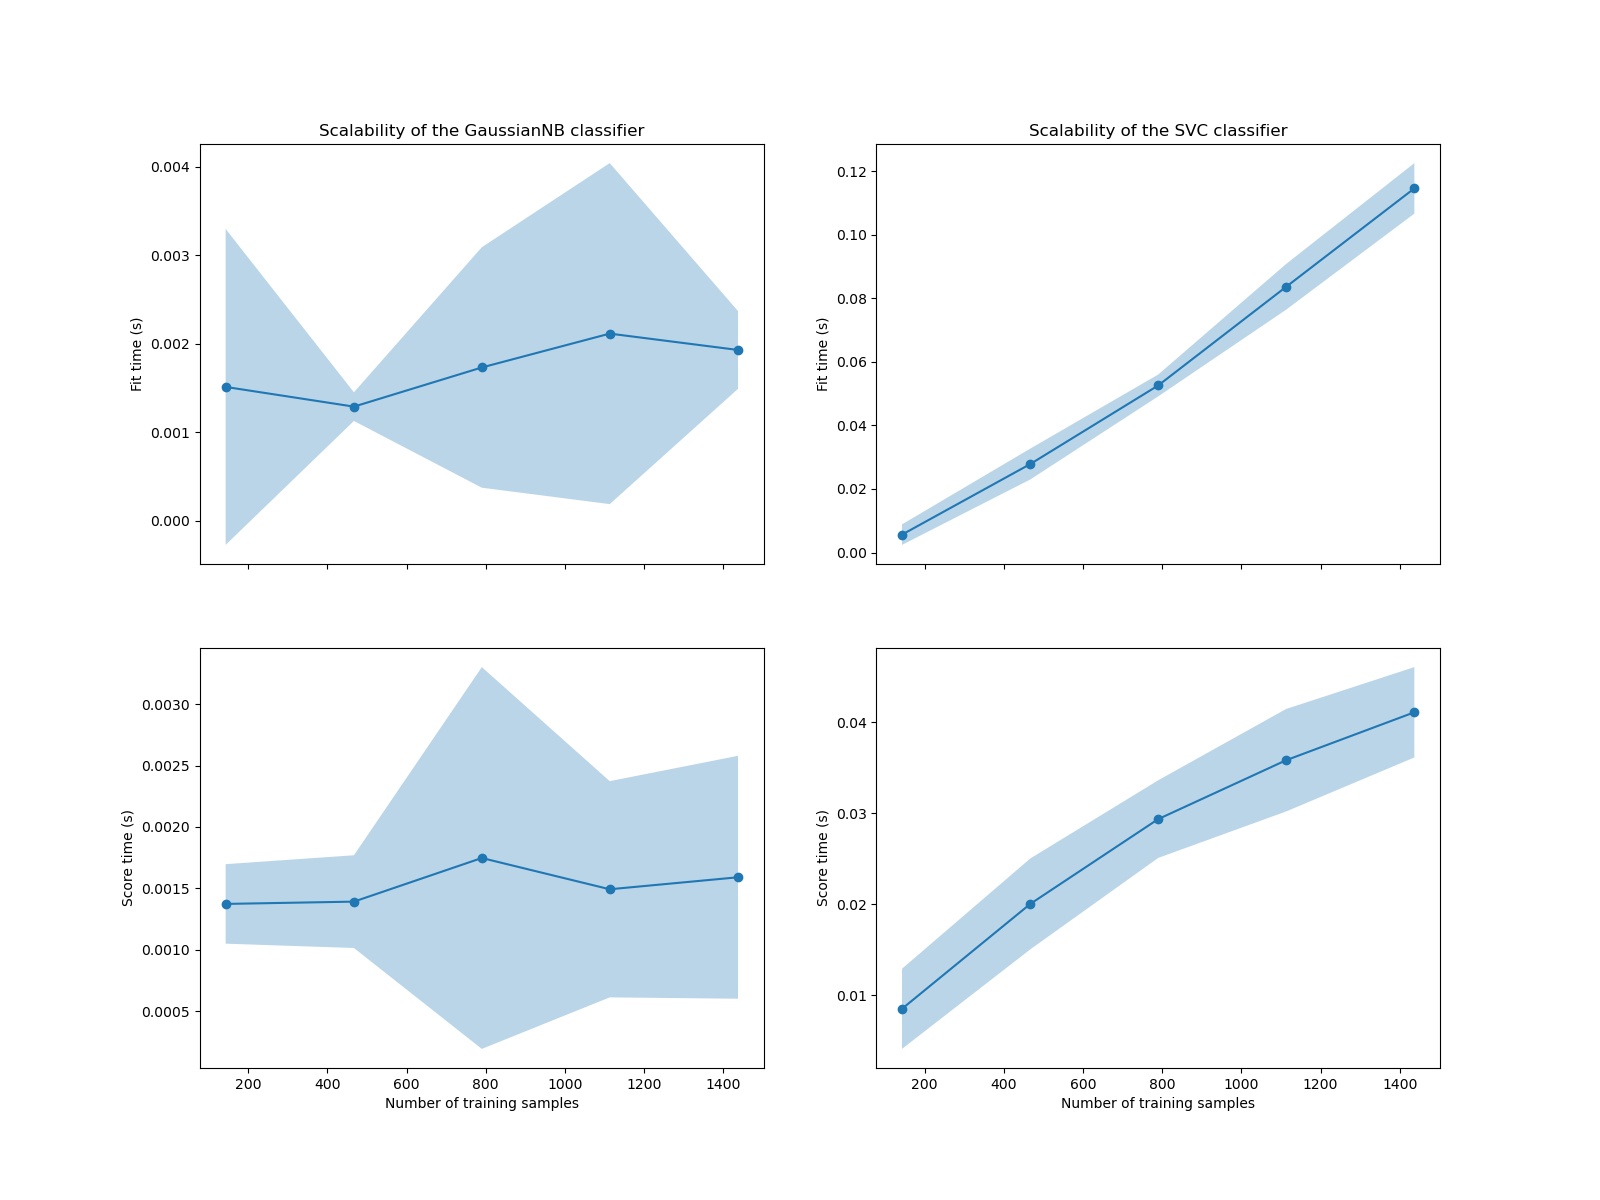 Scalability of the GaussianNB classifier
Fit time (s)
0.004
0.003
0.002
0.001
0.000
Scalability of the SVC classifier
Fit time (s)
0.12
0.10
0.08
0.06
0.04
0.02
0.00
Score time (s)
0.0030
0.0025
0.0020
0.0015
0.0010
0.0005
200 400 600 800 1000 1200 1400
Number of training samples
Score time (s)
0.04
0.03
0.02
0.01
200 400 600 800 1000 1200 1400
Number of training samples